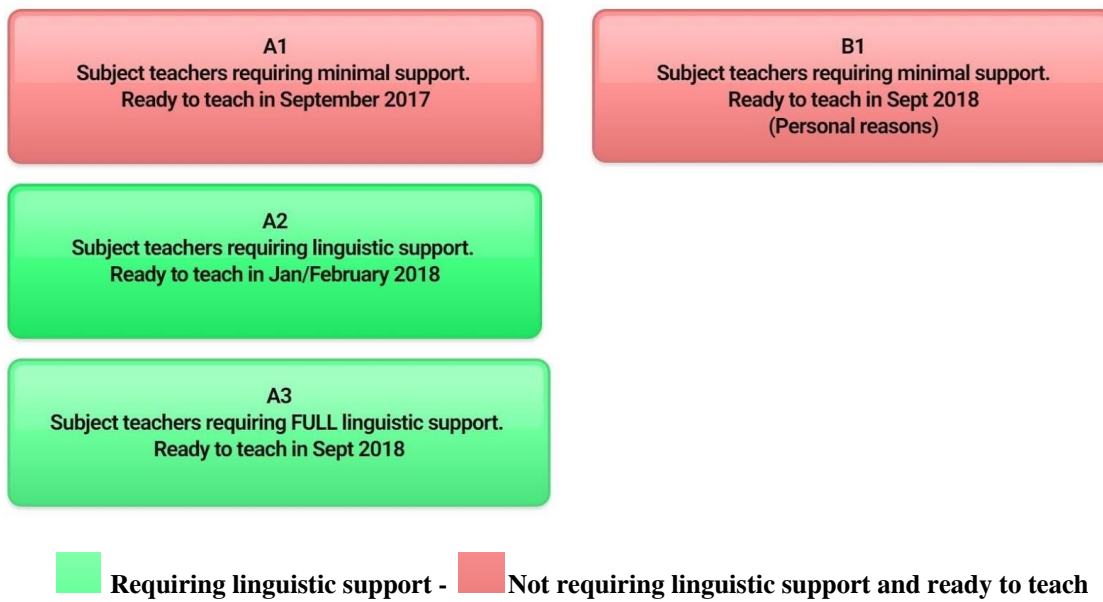 A1
Subject teachers requiring minimal support.
Ready to teach in September 2017
B1
Subject teachers requiring minimal support.
Ready to teach in Sept 2018
(Personal reasons)
A2
Subject teachers requiring linguistic support.
Ready to teach in Jan/February 2018
A3
Subject teachers requiring FULL linguistic support.
Ready to teach in Sept 2018
Requiring linguistic support - Not requiring linguistic support and ready to teach